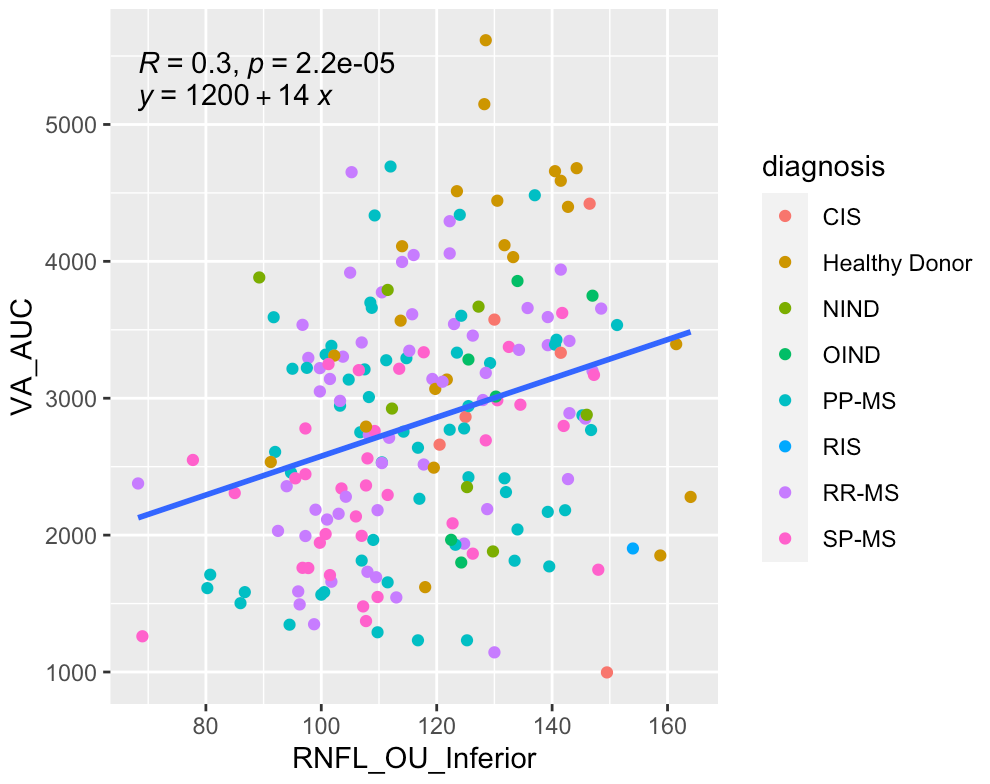 R = 0.3, p = 2.2e-05
y = 1200 + 14 x
5000
4000
3000
2000
1000
VA_AUC
80 100 120 140 160
RNFL_OU_Inferior
diagnosis
CIS
Healthy Donor
NIND
OIND
PP-MS
RIS
RR-MS
SP-MS